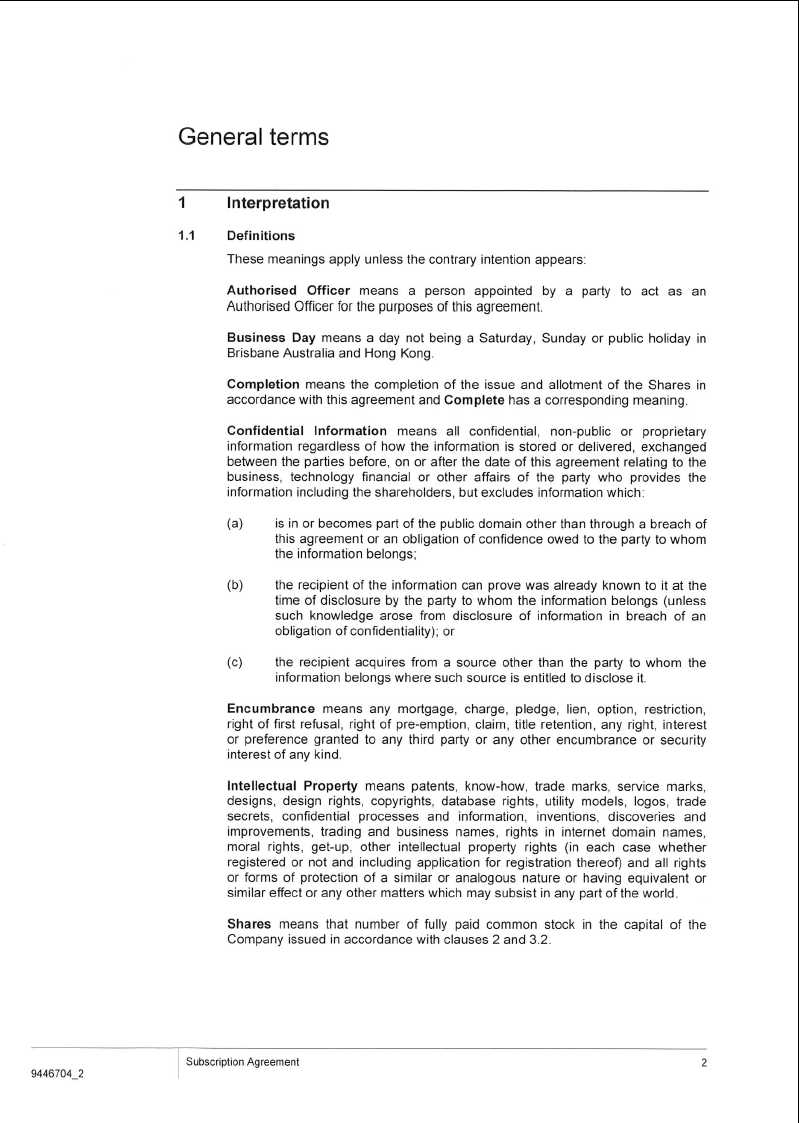 General terms
1 Interpretation
1.1 Definitions
These meanings apply unless the contrary intention appears:
Authorised Officer means a person appointed by a party to act as an
Authorised Officer for the purposes of this agreement.
Business Day means a day not being a Saturday, Sunday or public holiday in
Brisbane Australia and Hong Kong.
Completion means the completion of the issue and allotment of the Shares in
accordance with this agreement and Complete has a corresponding meaning.
Confidential Information means all confidential, non-public or proprietary
information regardless of how the information is stored or delivered, exchanged
between the parties before, on or after the date of this agreement relating to the
business, technology financial or other affairs of the party who provides the
information including the shareholders, but excludes information which:
(a) is in or becomes part of the public domain other than through a breach of
this agreement or an obligation of confidence owed to the party to whom
the information belongs;
(b) the recipient of the information can prove was already known to it at the
time of disclosure by the party to whom the information belongs (unless
such knowledge arose from disclosure of information in breach of an
obligation of confidentiality); or
(c) the recipient acquires from a source other than the party to whom the
information belongs where such source is entitled to disclose it.
Encumbrance means any mortgage, charge, pledge, lien, option, restriction,
right of first refusal, right of pre-emption, claim, title retention, any right, interest
or preference granted to any third party or any other encumbrance or security
interest of any kind.
Intellectual Property means patents, know-how, trade marks, service marks,
designs, design rights, copyrights, database rights, utility models, logos, trade
secrets, confidential processes and information, inventions, discoveries and
improvements, trading and business names, rights in internet domain names,
moral rights, get-up, other intellectual property rights (in each case whether
registered or not and including application for registration thereof) and all rights
or forms of protection of a similar or analogous nature or having equivalent or
similar effect or any other matters which may subsist in any part of the world.
Shares means that number of fully paid common stock in the capital of the
Company issued in accordance with clauses 2 and 3.2.
Subscription Agreement 2
9446704_2